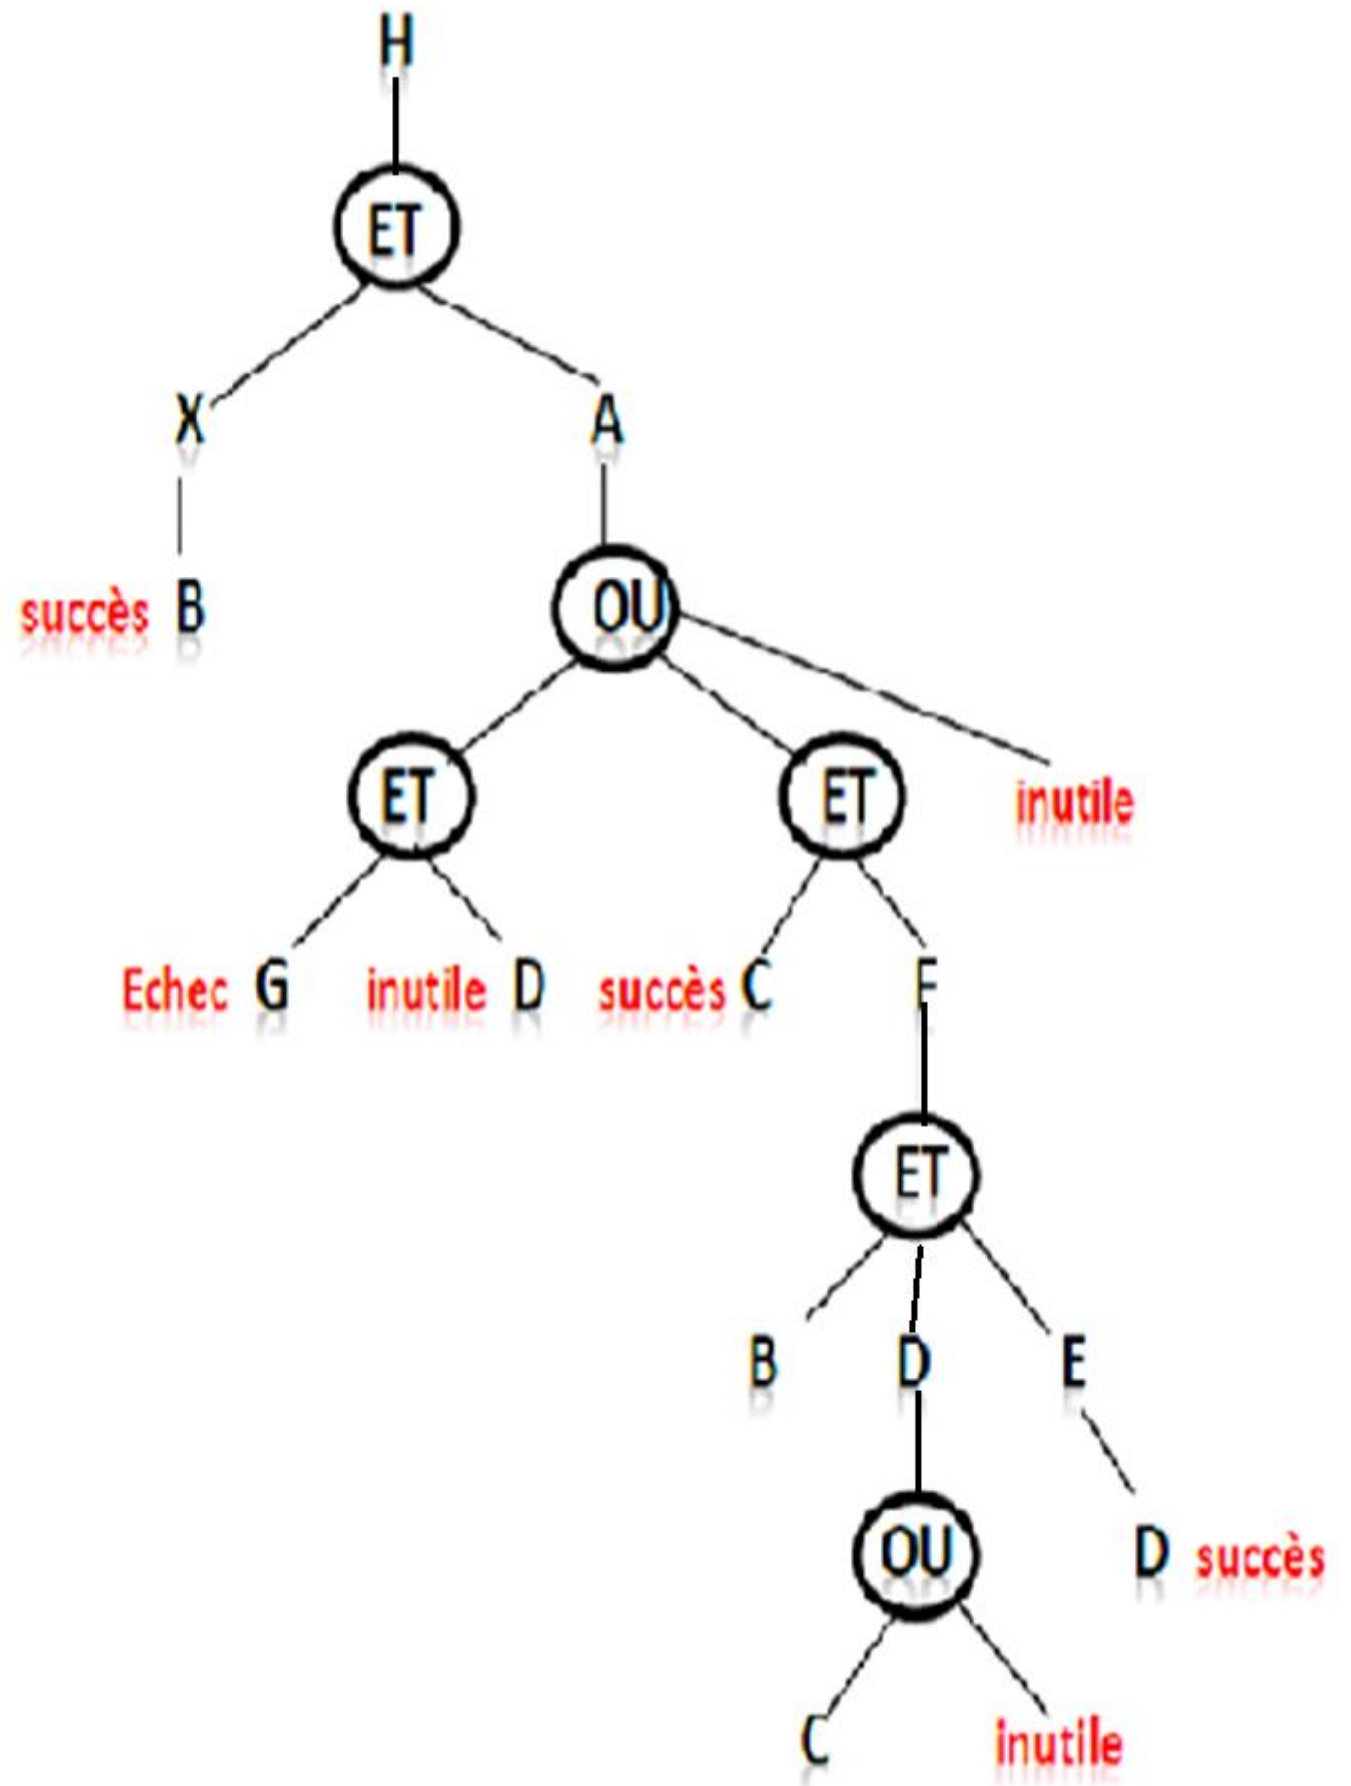 H
ET
X A
succès B
OU
ET ET
inutile
Echec G inutile D succès C F
ET
B D E
OU
D succès
C inutile